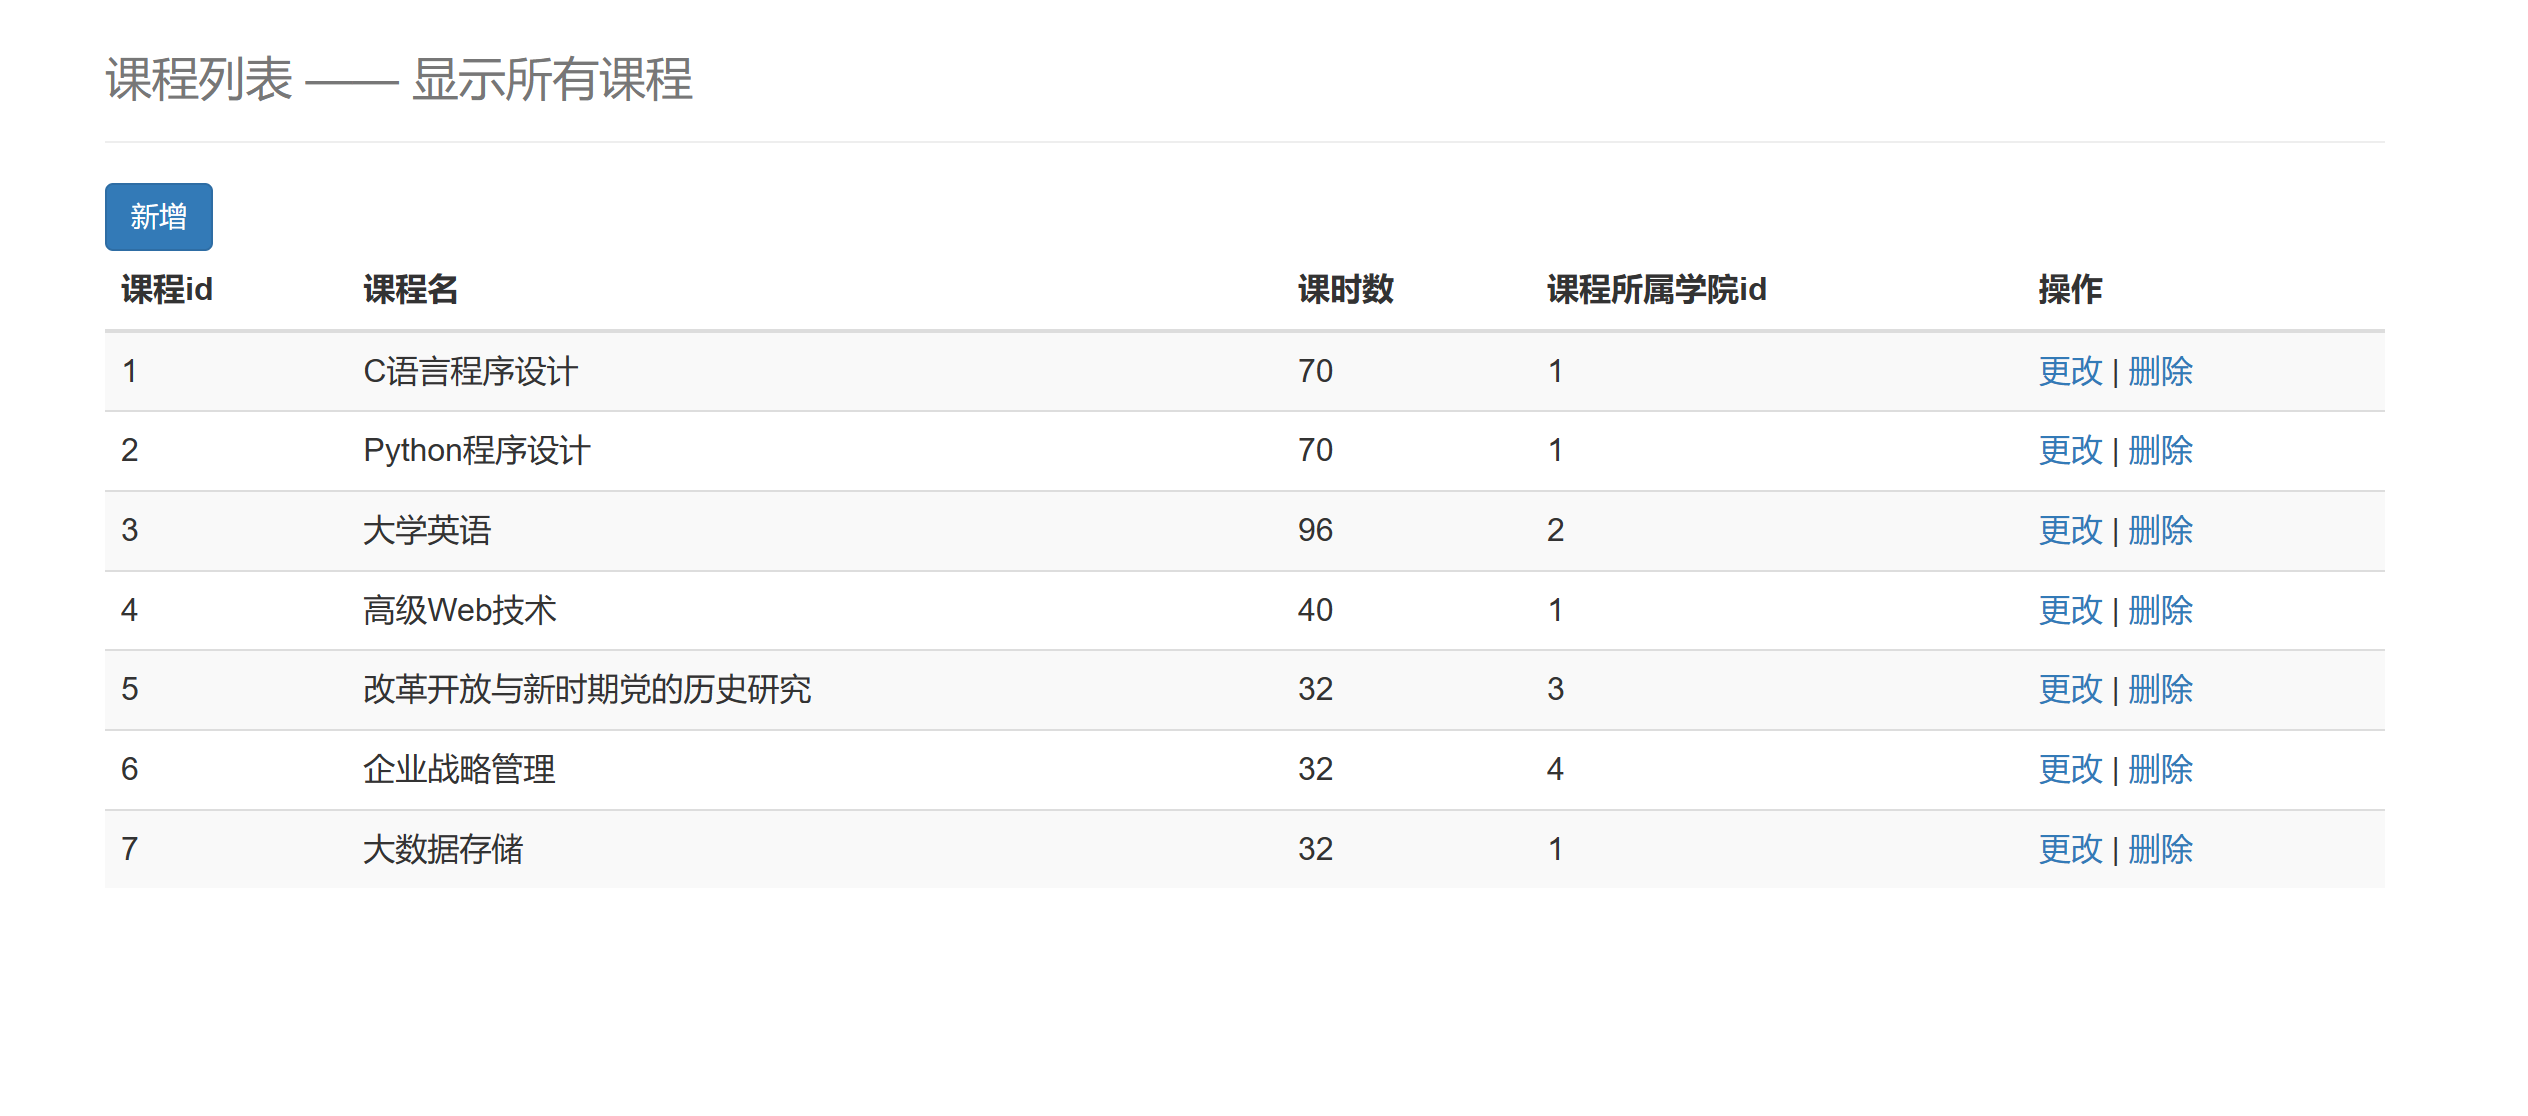 课程列表 —— 显示所有课程
新增
课程id 课程名 课时数 课程所属学院id 操作
1 C语言程序设计 70 1 更改 | 删除
2 Python程序设计 70 1 更改 | 删除
3 大学英语 96 2 更改 | 删除
4 高级Web技术 40 1 更改 | 删除
5 改革开放与新时期党的历史研究 32 3 更改 | 删除
6 企业战略管理 32 4 更改 | 删除
7 大数据存储 32 1 更改 | 删除